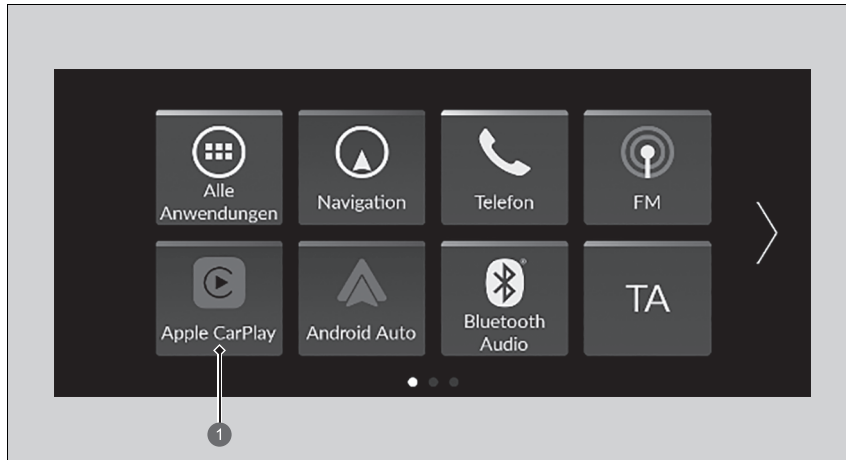 Alle
Anwendungen
Navigation
Telefon
FM
Apple CarPlay
Android Auto
Bluetooth®
Audio
TA
1